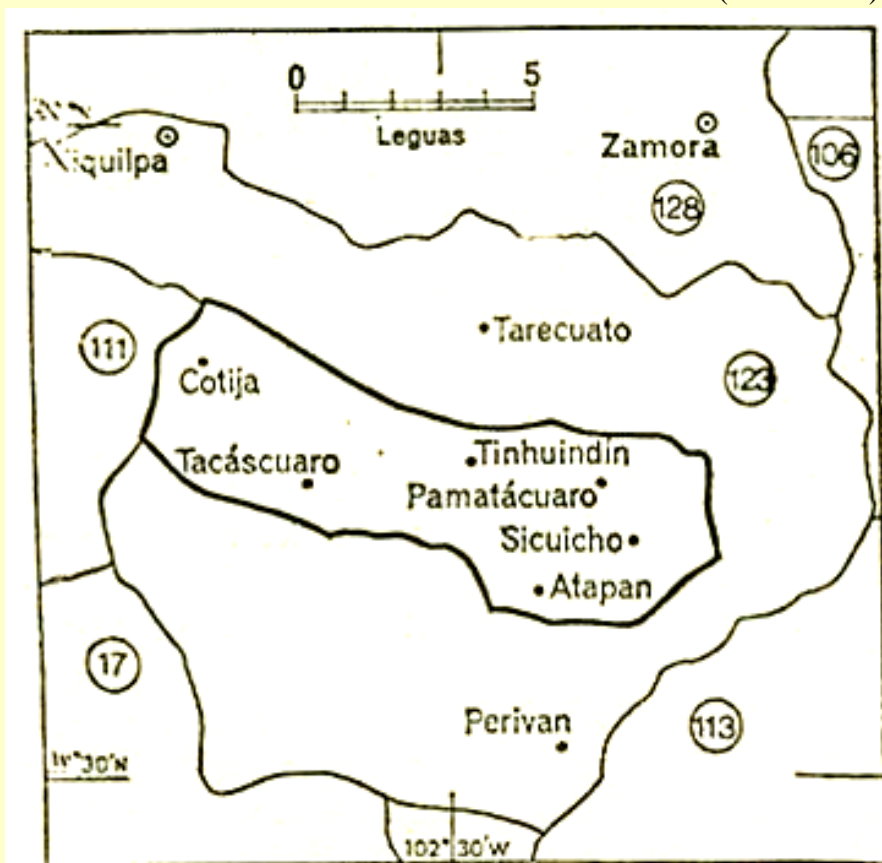 0 5
Leguas
Zamora
106
128
Tarecuato
111
123
Cotija
Tinhuindin
Tacáscuaro
Pamatácuaro
Sicuicho
Atapan
17
Perivan
113
30'N
102° 30'W